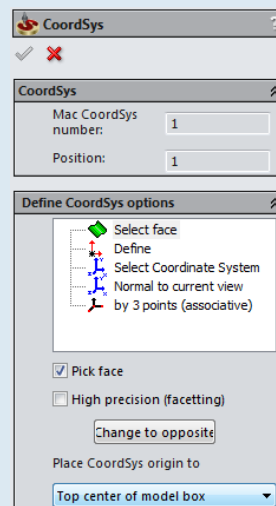 CoordSys ?
CoordSys
Mac CoordSys
number: 1
Position: 1
Define CoordSys options
Select face
Define
Select Coordinate System
Normal to current view
by 3 points (associative)
Pick face
High precision (facetting)
Change to opposite
Place CoordSys origin to
Top center of model box